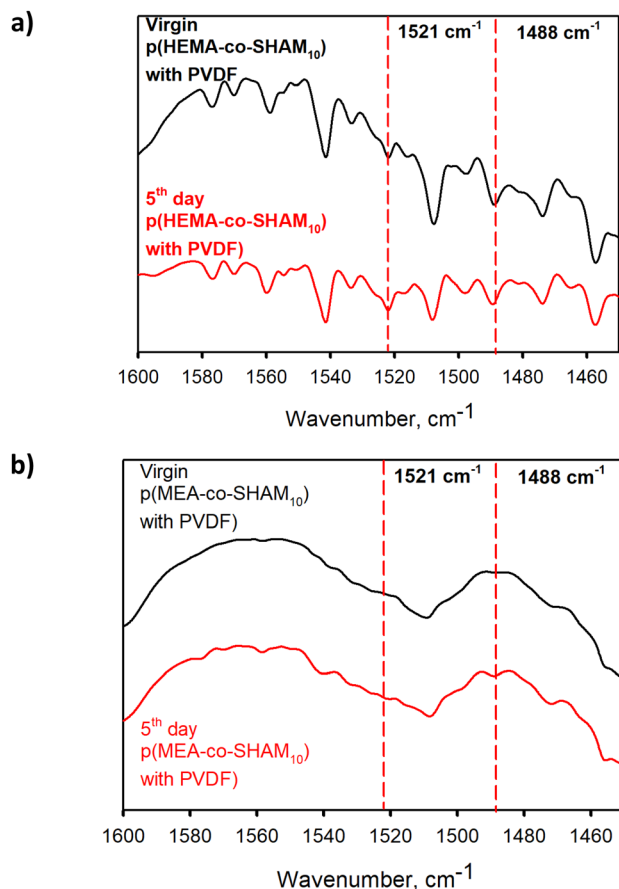 a)
Virgin
p(HEMA-co-SHAM₁₀)
with PVDF
1521 cm⁻¹
1488 cm⁻¹
5th day
p(HEMA-co-SHAM₁₀)
with PVDF)
1600 1580 1560 1540 1520 1500 1480 1460
Wavenumber, cm⁻¹
b)
Virgin
p(MEA-co-SHAM₁₀)
with PVDF)
1521 cm⁻¹
1488 cm⁻¹
5th day
p(MEA-co-SHAM₁₀)
with PVDF)
1600 1580 1560 1540 1520 1500 1480 1460
Wavenumber, cm⁻¹